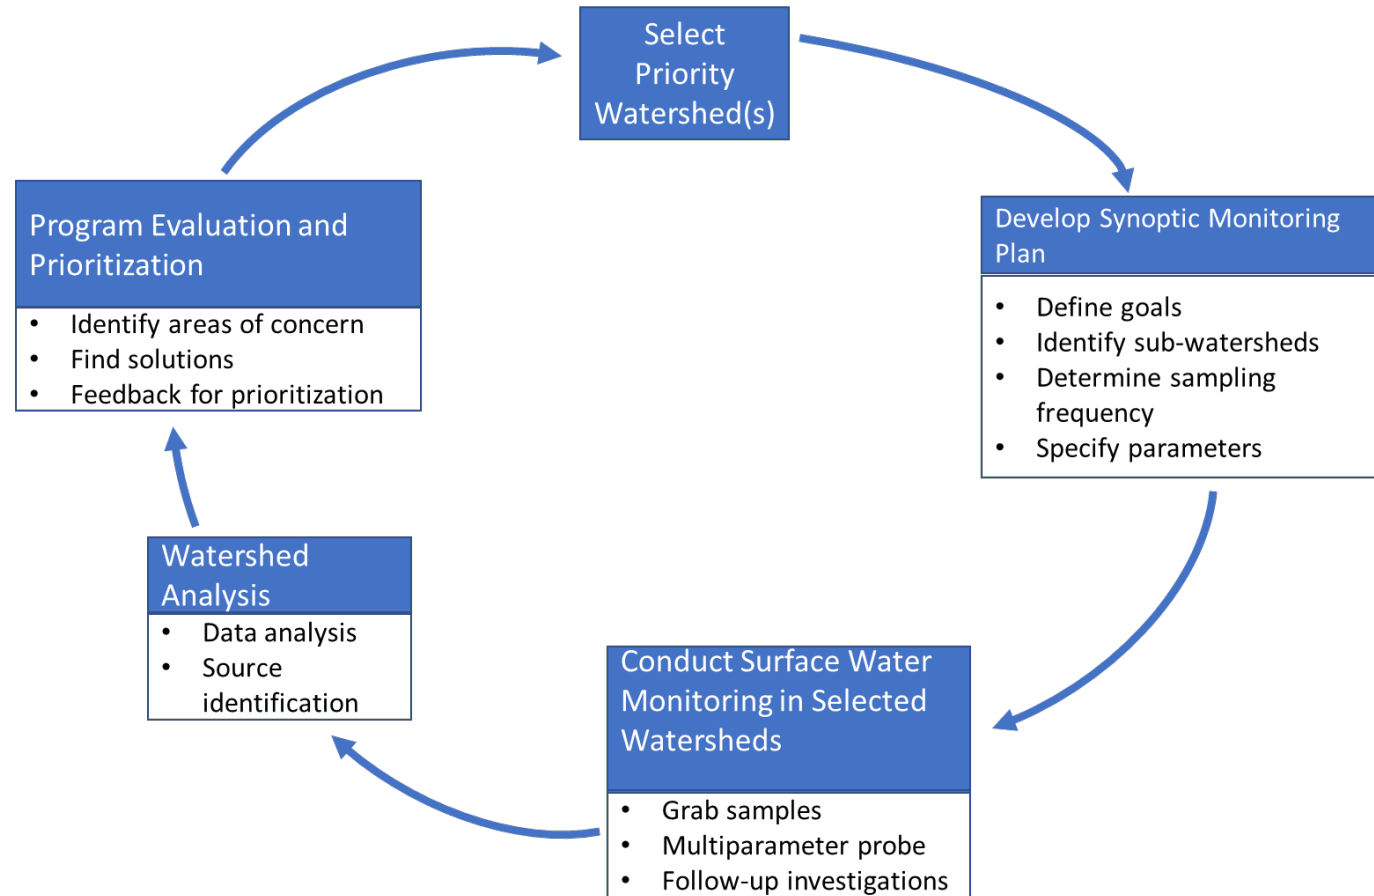 Select
Priority
Watershed(s)
Develop Synoptic Monitoring
Plan
• Define goals
• Identify sub-watersheds
• Determine sampling
frequency
• Specify parameters
Conduct Surface Water
Monitoring in Selected
Watersheds
• Grab samples
• Multiparameter probe
• Follow-up investigations
Watershed
Analysis
• Data analysis
• Source
identification
Program Evaluation and
Prioritization
• Identify areas of concern
• Find solutions
• Feedback for prioritization